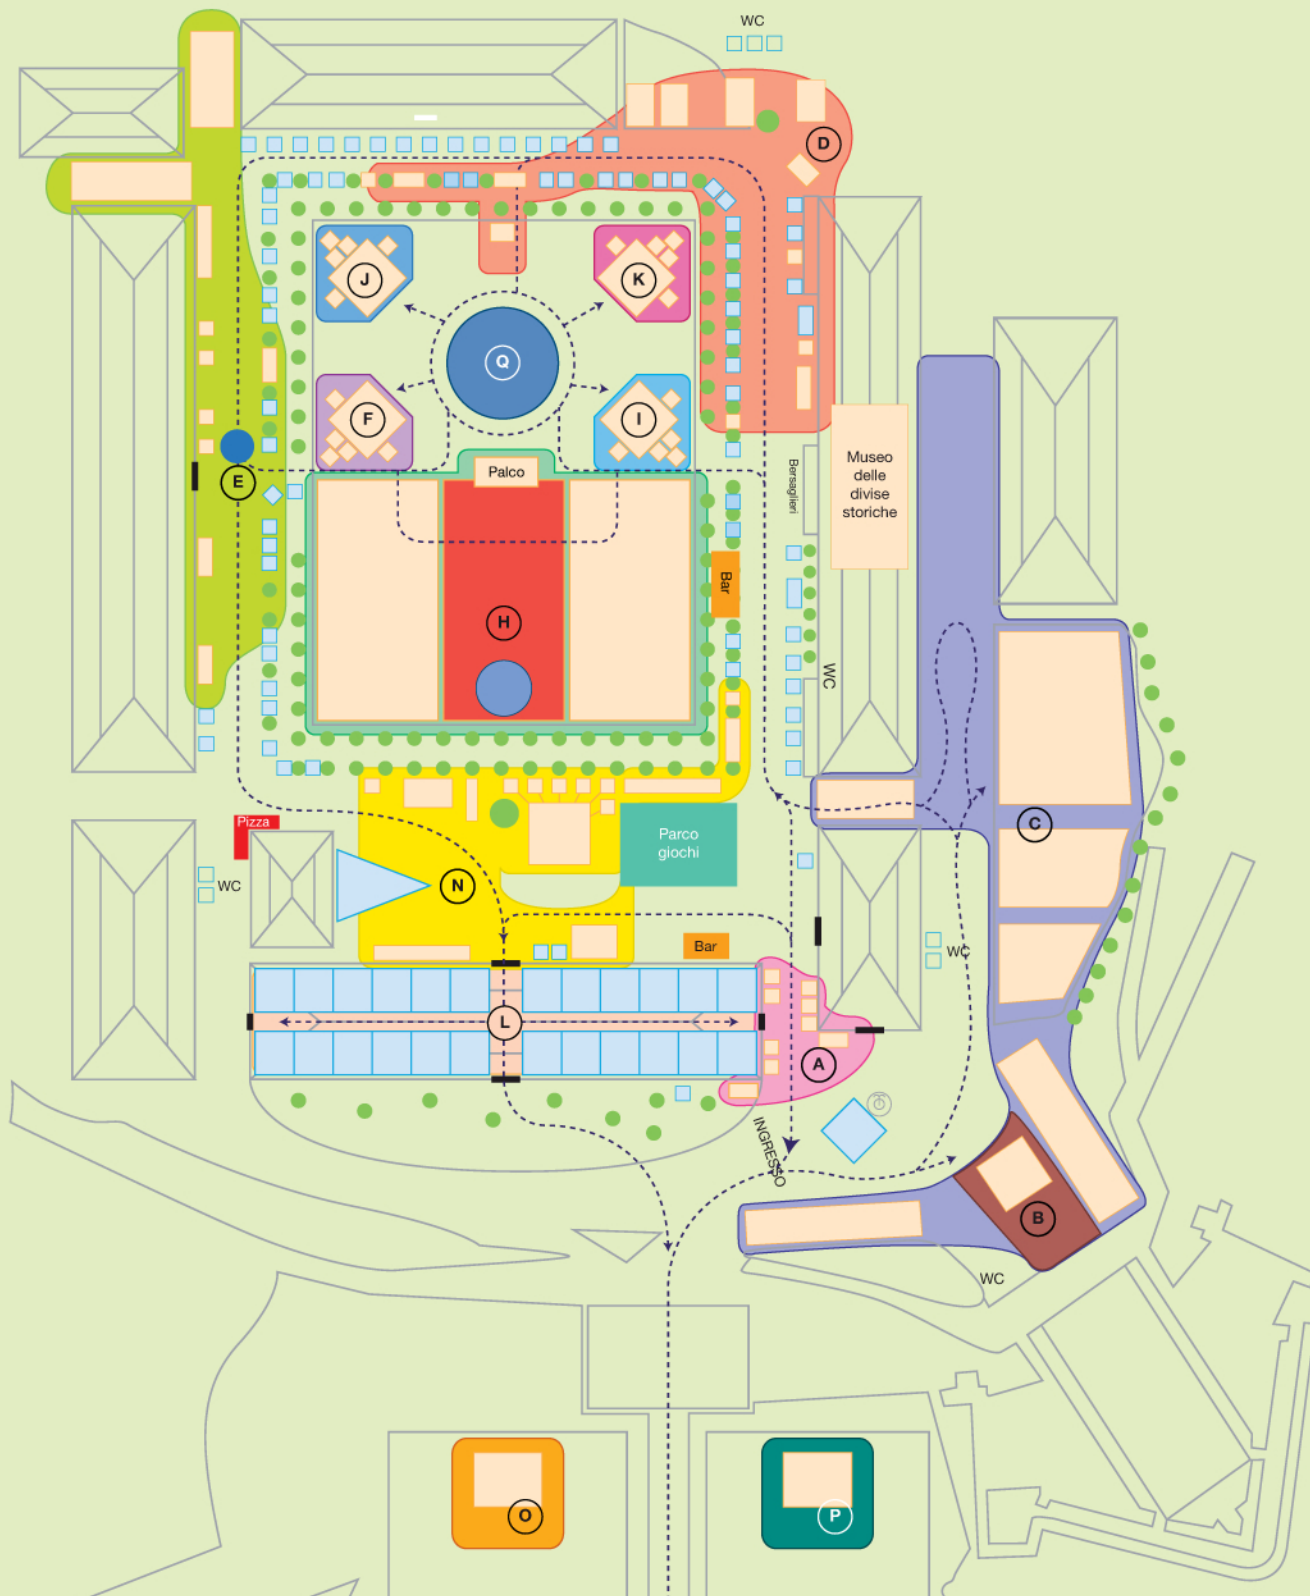 WC
D
J
K
Q
F
I
Palco
E
Bersaglieri
Museo
delle
divise
storiche
Bar
H
WC
Pizza
Parco
giochi
C
WC
N
Bar
WC
L
A
INGRESSO
B
WC
O
P